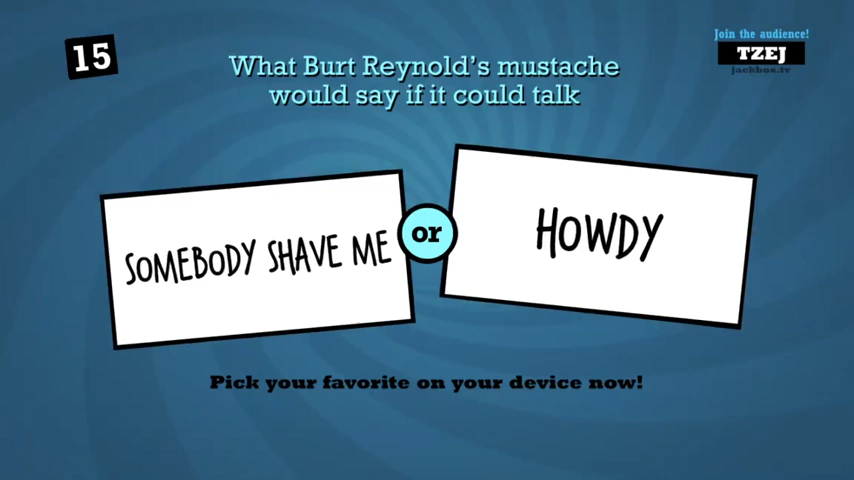 15
Join the audience!
TZEJ
jackbox.tv
What Burt Reynold's mustache
would say if it could talk
SOMEBODY SHAVE ME
or
HOWDY
Pick your favorite on your device now!